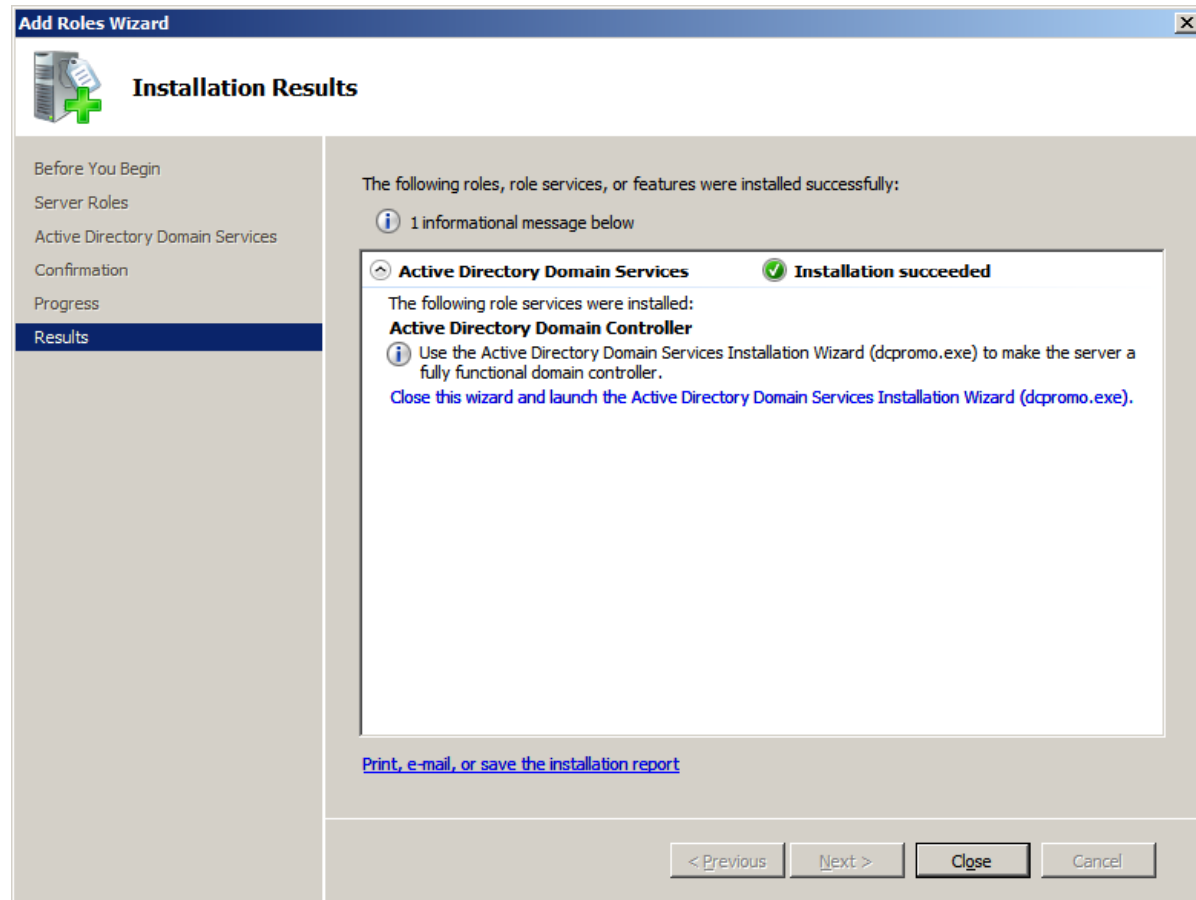 Add Roles Wizard
Installation Results
Before You Begin
Server Roles
Active Directory Domain Services
Confirmation
Progress
Results
The following roles, role services, or features were installed successfully:
1 informational message below
Active Directory Domain Services Installation succeeded
The following role services were installed:
Active Directory Domain Controller
Use the Active Directory Domain Services Installation Wizard (dcpromo.exe) to make the server a
fully functional domain controller.
Close this wizard and launch the Active Directory Domain Services Installation Wizard (dcpromo.exe).
Print, e-mail, or save the installation report
< Previous Next > Close Cancel